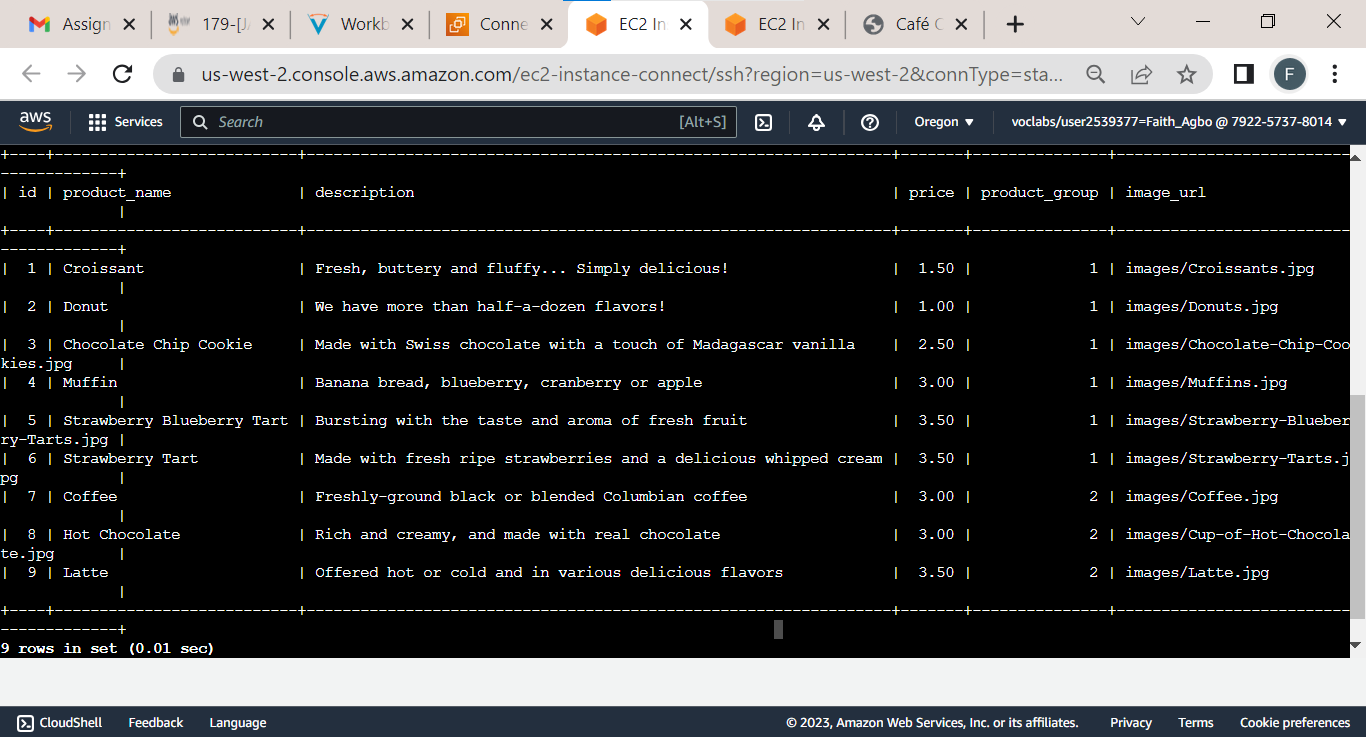 Assign
179-[JA
Workb
Conne
EC2 In
EC2 In
Café C
us-west-2.console.aws.amazon.com/ec2-instance-connect/ssh?region=us-west-2&connType=sta...
F
aws
Services
Search
[Alt+S]
Oregon
voclabs/user2539377=Faith_Agbo @ 7922-5737-8014
+----+---------------------------+-----------------------------------------------------------------+-------+---------------+--------------------------
-------------+
| id | product_name | description | price | product_group | image_url
|
+----+---------------------------+-----------------------------------------------------------------+-------+---------------+--------------------------
-------------+
| 1 | Croissant | Fresh, buttery and fluffy... Simply delicious! | 1.50 | 1 | images/Croissants.jpg
|
| 2 | Donut | We have more than half-a-dozen flavors! | 1.00 | 1 | images/Donuts.jpg
|
| 3 | Chocolate Chip Cookie | Made with Swiss chocolate with a touch of Madagascar vanilla | 2.50 | 1 | images/Chocolate-Chip-Coo
kies.jpg |
| 4 | Muffin | Banana bread, blueberry, cranberry or apple | 3.00 | 1 | images/Muffins.jpg
|
| 5 | Strawberry Blueberry Tart | Bursting with the taste and aroma of fresh fruit | 3.50 | 1 | images/Strawberry-Blueber
ry-Tarts.jpg |
| 6 | Strawberry Tart | Made with fresh ripe strawberries and a delicious whipped cream | 3.50 | 1 | images/Strawberry-Tarts.j
pg |
| 7 | Coffee | Freshly-ground black or blended Columbian coffee | 3.00 | 2 | images/Coffee.jpg
|
| 8 | Hot Chocolate | Rich and creamy, and made with real chocolate | 3.00 | 2 | images/Cup-of-Hot-Chocola
te.jpg |
| 9 | Latte | Offered hot or cold and in various delicious flavors | 3.50 | 2 | images/Latte.jpg
|
+----+---------------------------+-----------------------------------------------------------------+-------+---------------+--------------------------
-------------+
9 rows in set (0.01 sec)
CloudShell
Feedback
Language
© 2023, Amazon Web Services, Inc. or its affiliates.
Privacy
Terms
Cookie preferences